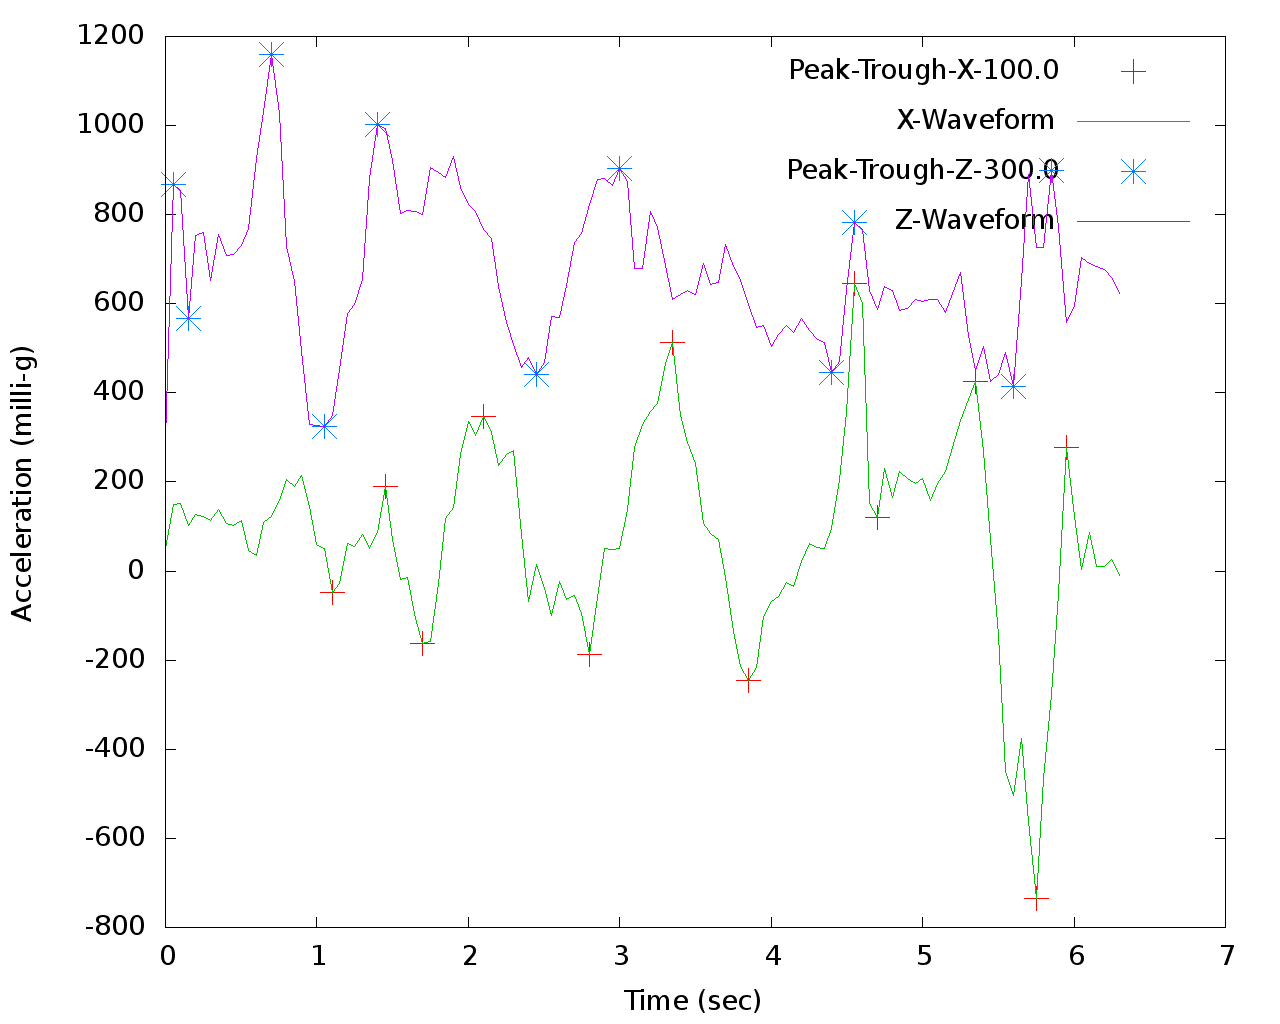 1200
1000
800
600
400
200
0
-200
-400
-600
-800
0 1 2 3 4 5 6 7
Acceleration (milli-g)
Time (sec)
Peak-Trough-X-100.0
X-Waveform
Peak-Trough-Z-300.0
Z-Waveform